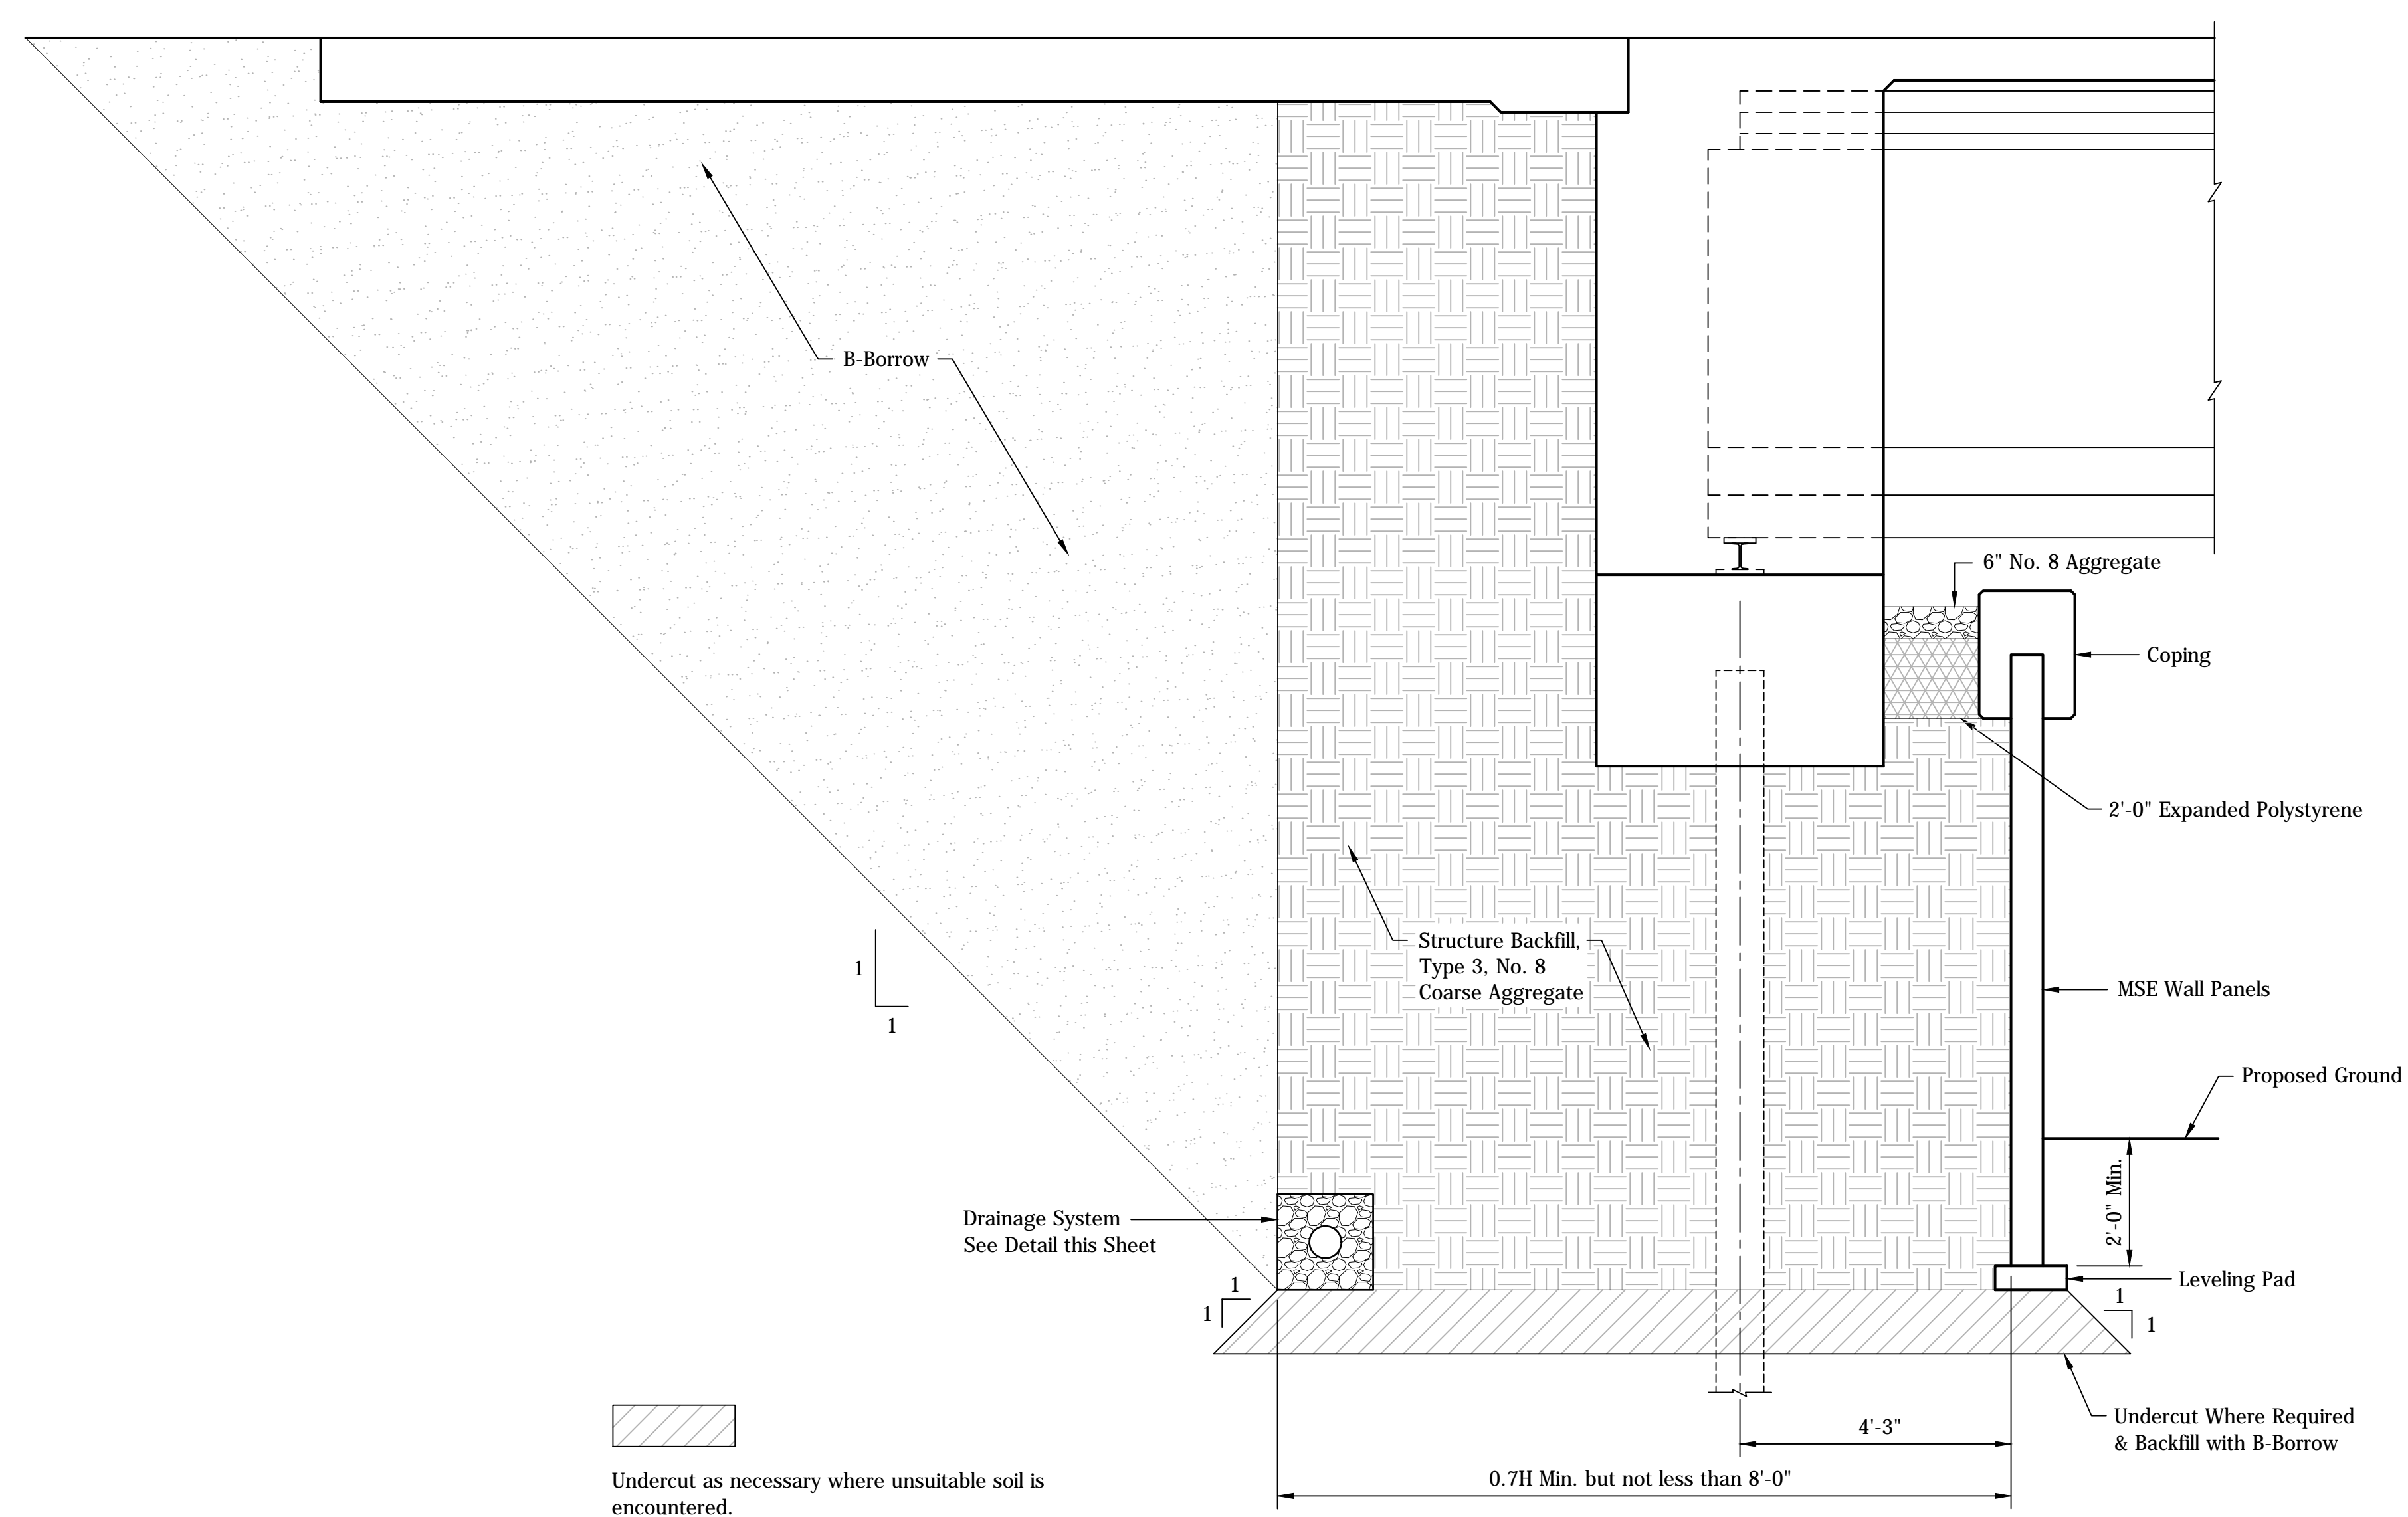 B-Borrow
6" No. 8 Aggregate
Coping
2'-0" Expanded Polystyrene
Structure Backfill,
Type 3, No. 8
Coarse Aggregate
1
1
MSE Wall Panels
Proposed Ground
2'-0" Min.
Drainage System
See Detail this Sheet
Leveling Pad
1
1
1
1
Undercut Where Required
& Backfill with B-Borrow
4'-3"
0.7H Min. but not less than 8'-0"
Undercut as necessary where unsuitable soil is
encountered.